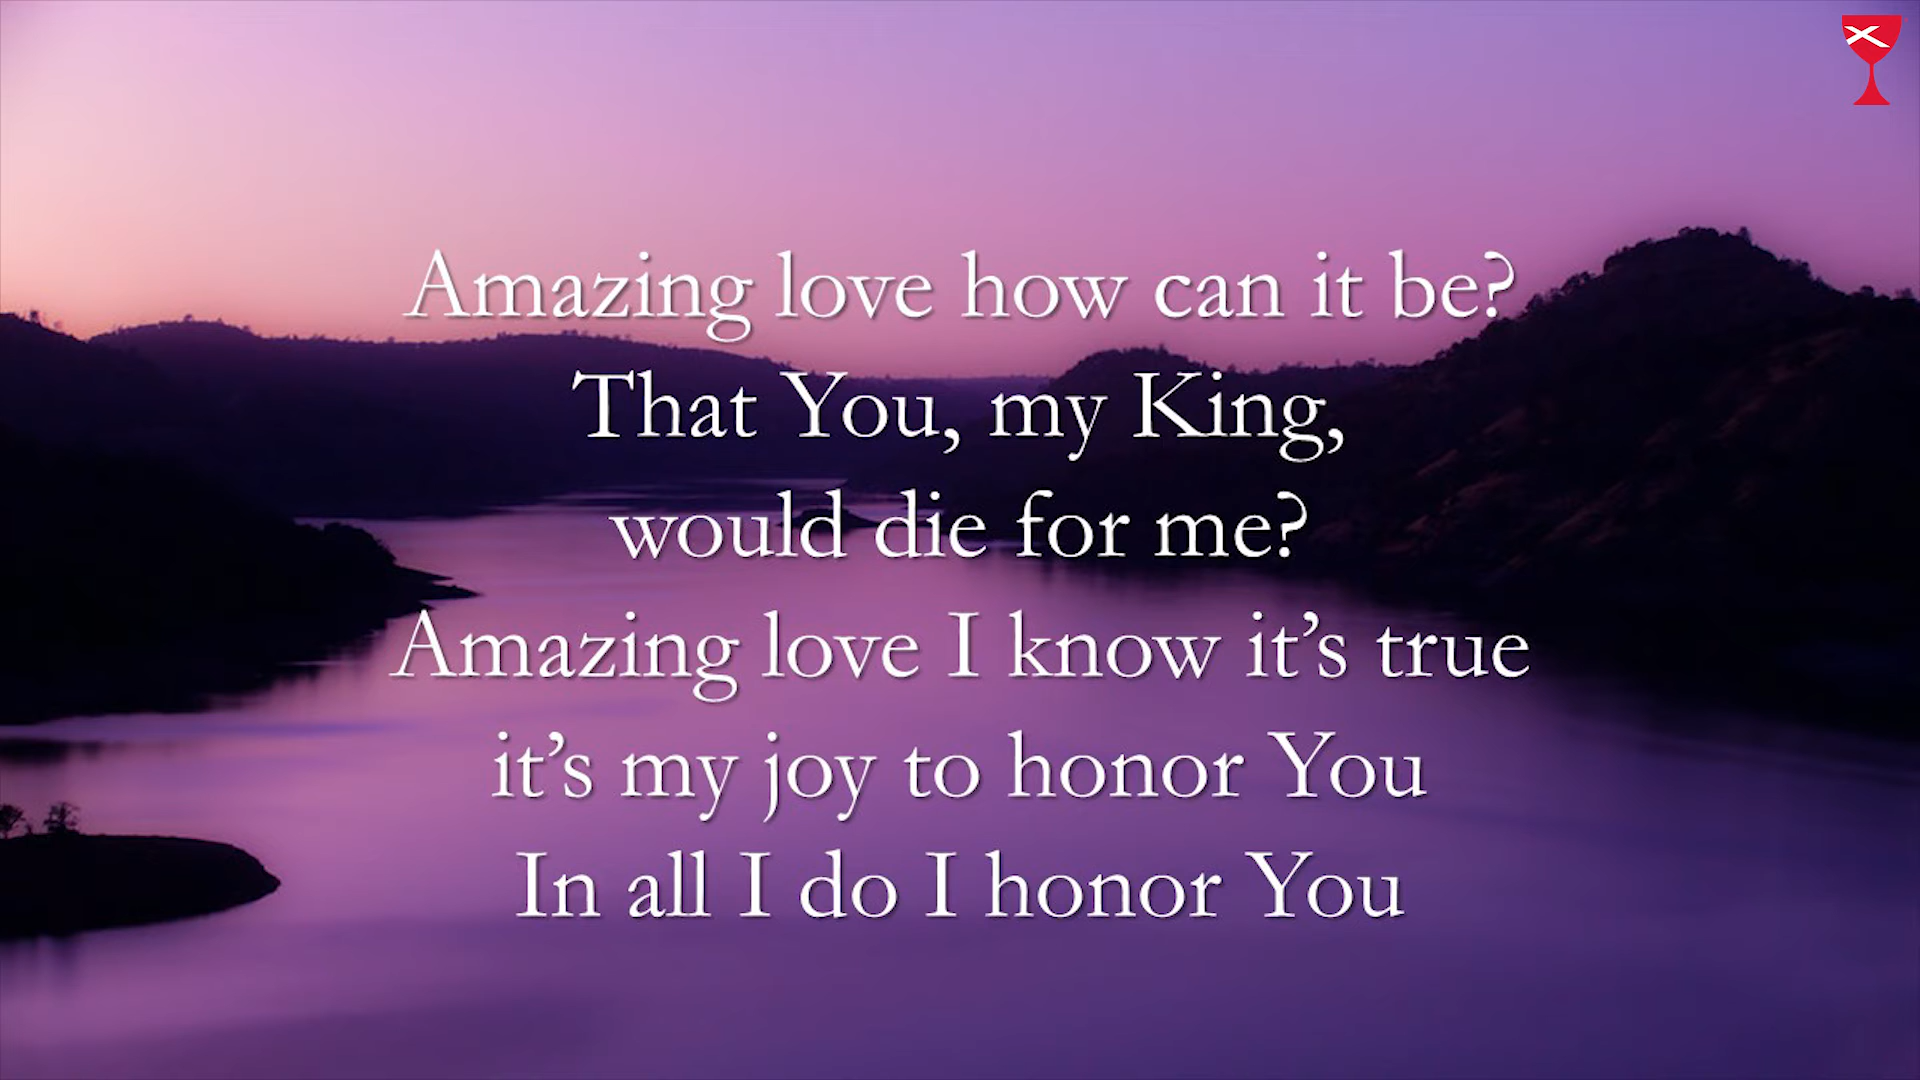 Amazing love how can it be?
That You, my King,
would die for me?
Amazing love I know it’s true
it’s my joy to honor You
In all I do I honor You